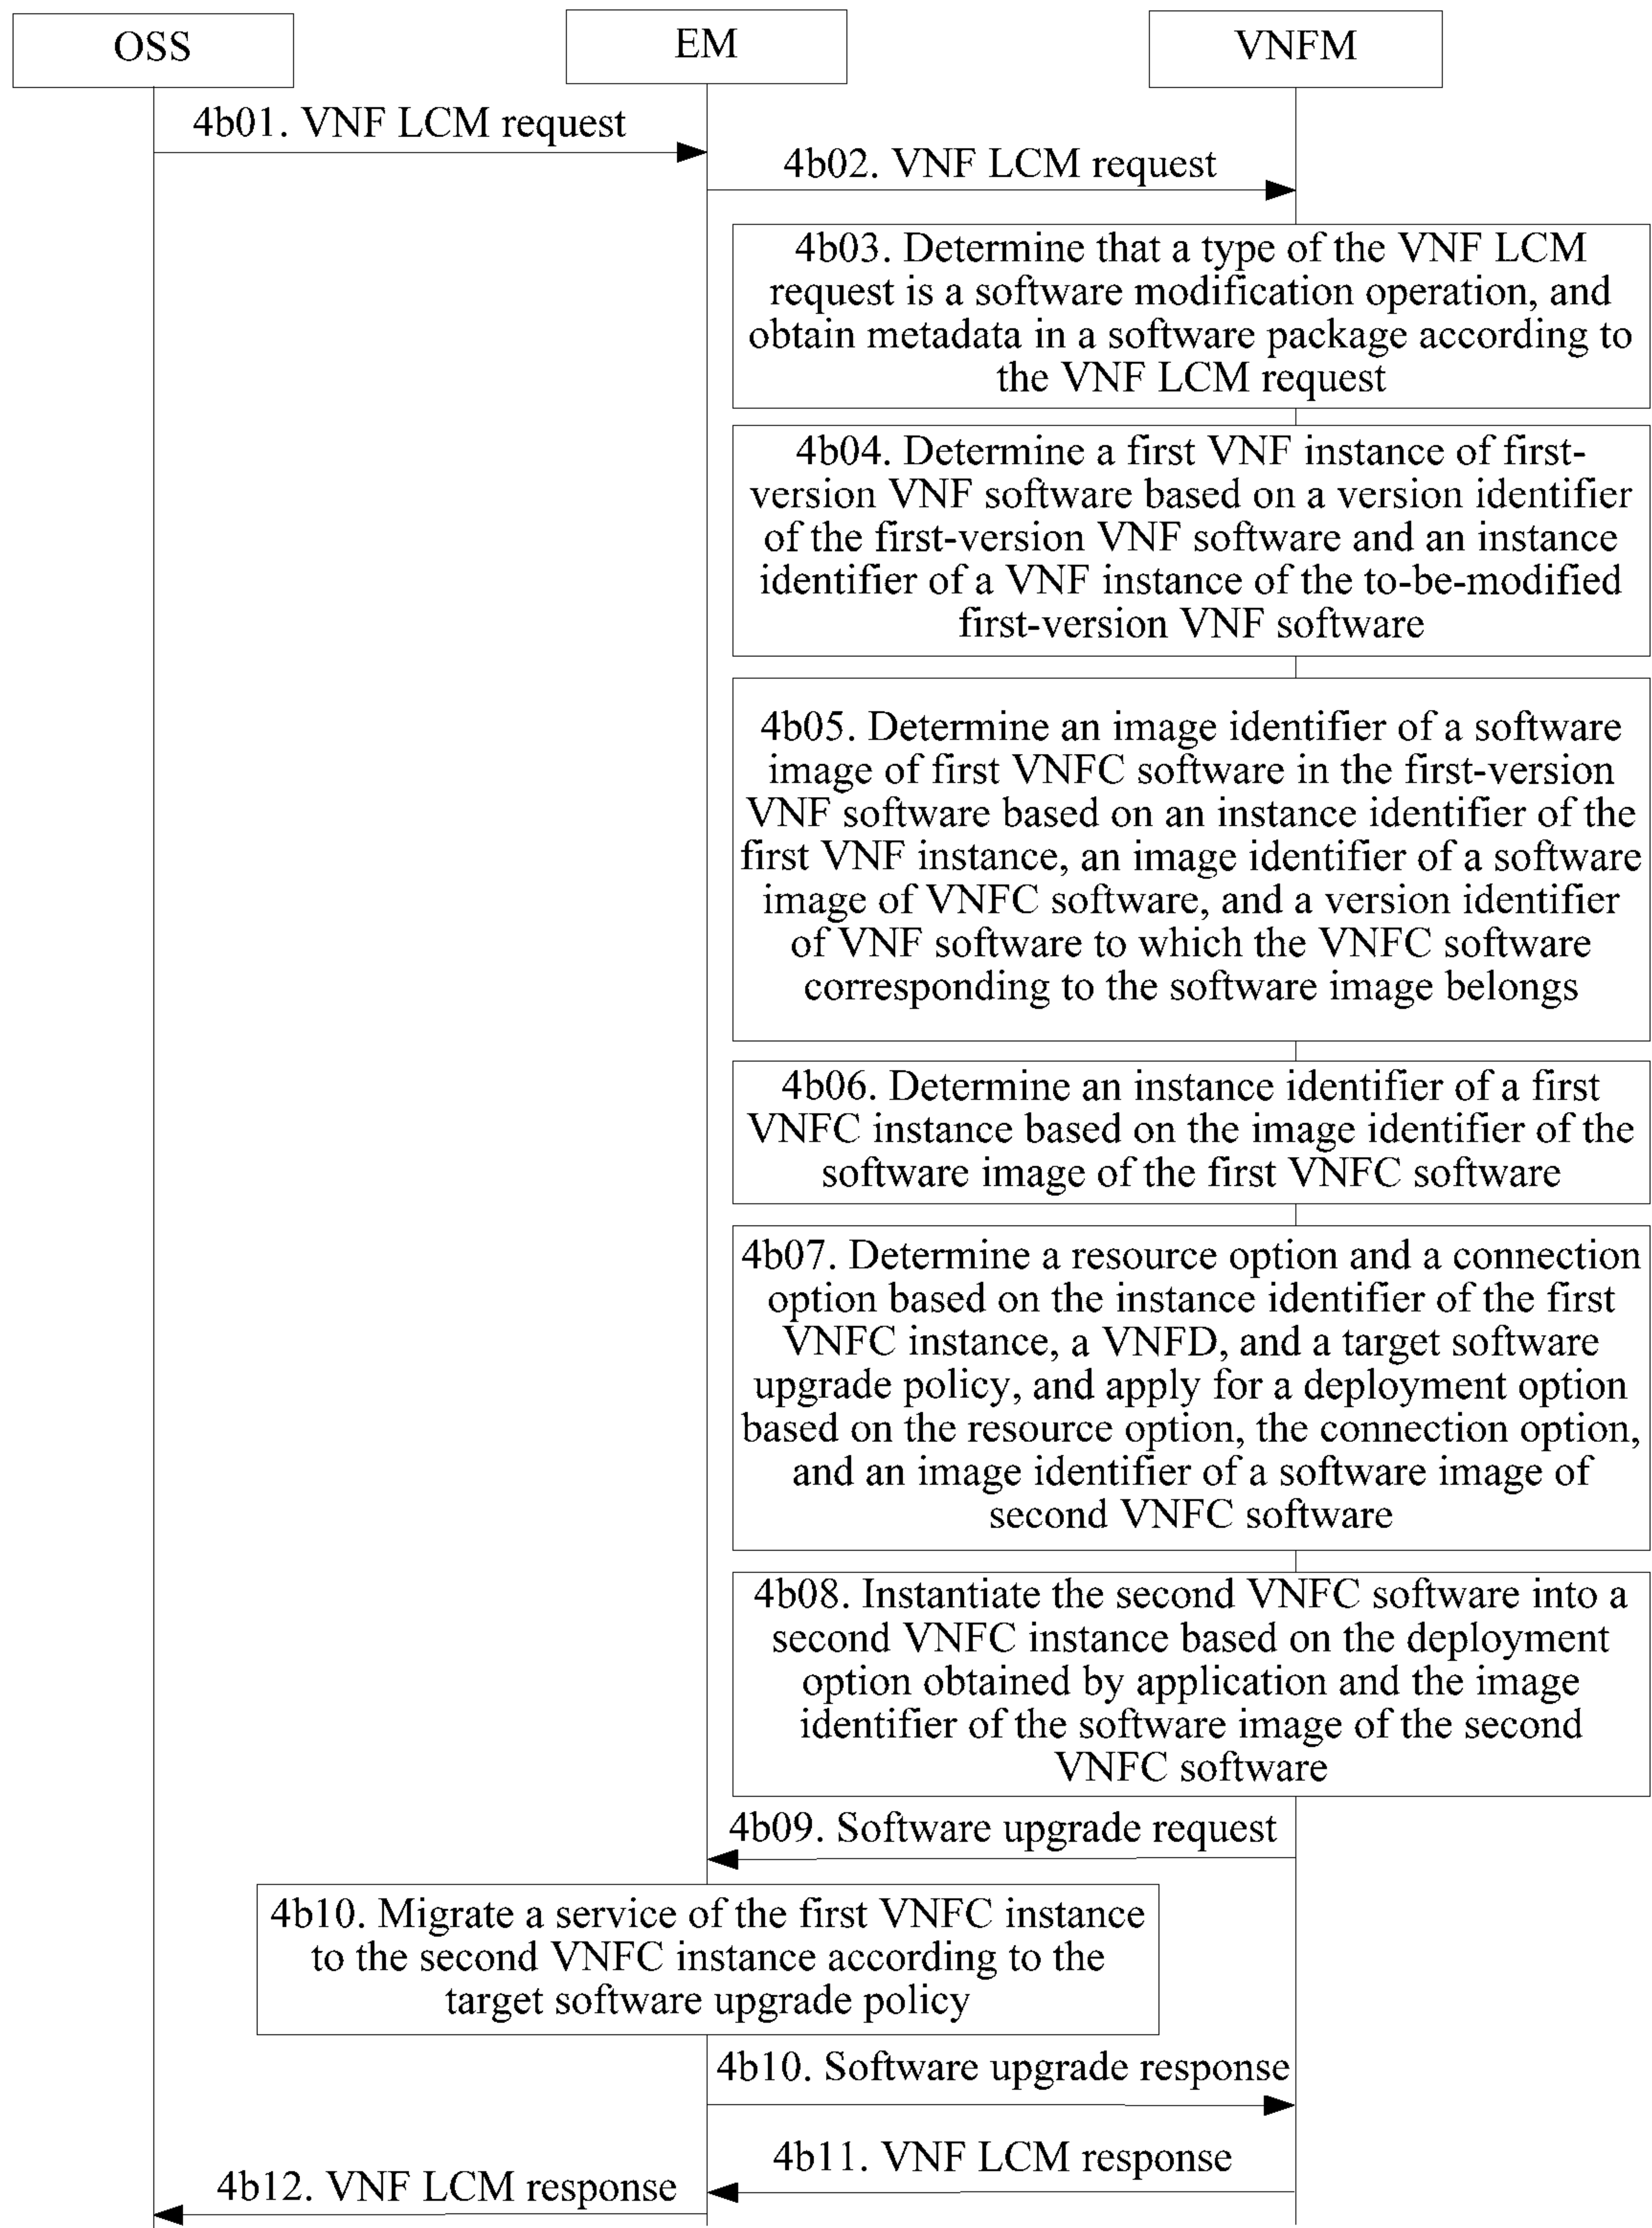 OSS
EM
VNFM
4b01. VNF LCM request
4b02. VNF LCM request
4b03. Determine that a type of the VNF LCM
request is a software modification operation, and
obtain metadata in a software package according to
the VNF LCM request
4b04. Determine a first VNF instance of first-
version VNF software based on a version identifier
of the first-version VNF software and an instance
identifier of a VNF instance of the to-be-modified
first-version VNF software
4b05. Determine an image identifier of a software
image of first VNFC software in the first-version
VNF software based on an instance identifier of the
first VNF instance, an image identifier of a software
image of VNFC software, and a version identifier
of VNF software to which the VNFC software
corresponding to the software image belongs
4b06. Determine an instance identifier of a first
VNFC instance based on the image identifier of the
software image of the first VNFC software
4b07. Determine a resource option and a connection
option based on the instance identifier of the first
VNFC instance, a VNFD, and a target software
upgrade policy, and apply for a deployment option
based on the resource option, the connection option,
and an image identifier of a software image of
second VNFC software
4b08. Instantiate the second VNFC software into a
second VNFC instance based on the deployment
option obtained by application and the image
identifier of the software image of the second
VNFC software
4b09. Software upgrade request
4b10. Migrate a service of the first VNFC instance
to the second VNFC instance according to the
target software upgrade policy
4b10. Software upgrade response
4b11. VNF LCM response
4b12. VNF LCM response